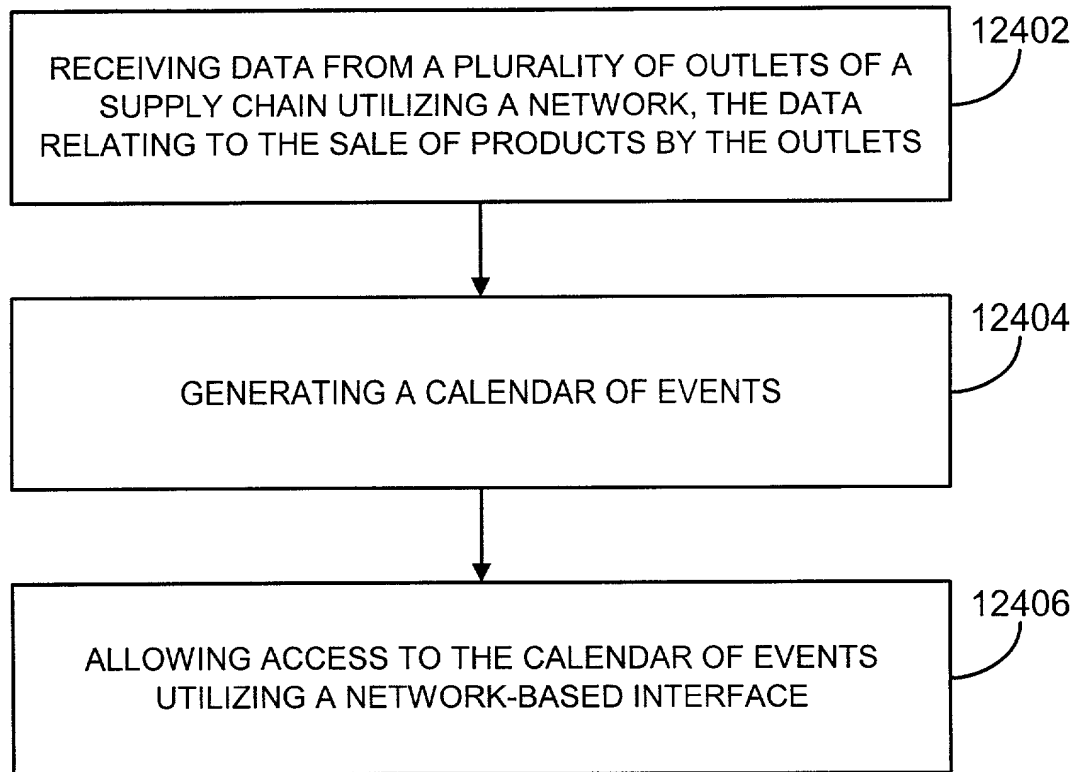 12402
RECEIVING DATA FROM A PLURALITY OF OUTLETS OF A
SUPPLY CHAIN UTILIZING A NETWORK, THE DATA
RELATING TO THE SALE OF PRODUCTS BY THE OUTLETS
12404
GENERATING A CALENDAR OF EVENTS
12406
ALLOWING ACCESS TO THE CALENDAR OF EVENTS
UTILIZING A NETWORK-BASED INTERFACE